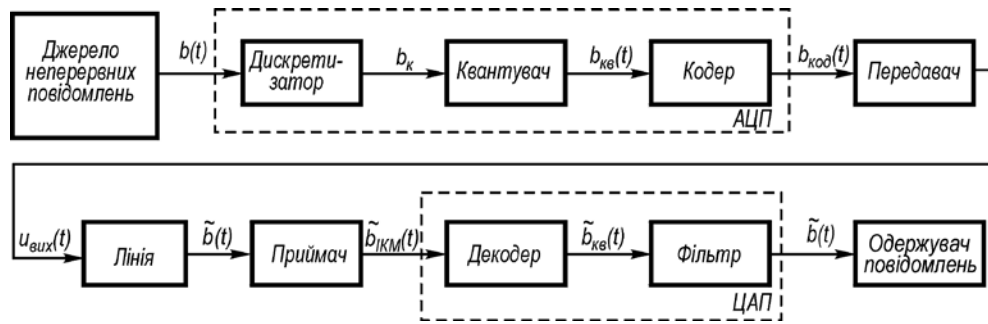 Джерело
неперервних
повідомлень
b(t)
Дискрети-
затор
bк
Квантувач
bкв(t)
Кодер
АЦП
bкод(t)
Передавач
uвих(t)
Лінія
b̃(t)
Приймач
b̃ІКМ(t)
Декодер
b̃кв(t)
Фільтр
ЦАП
b̃(t)
Одержувач
повідомлень